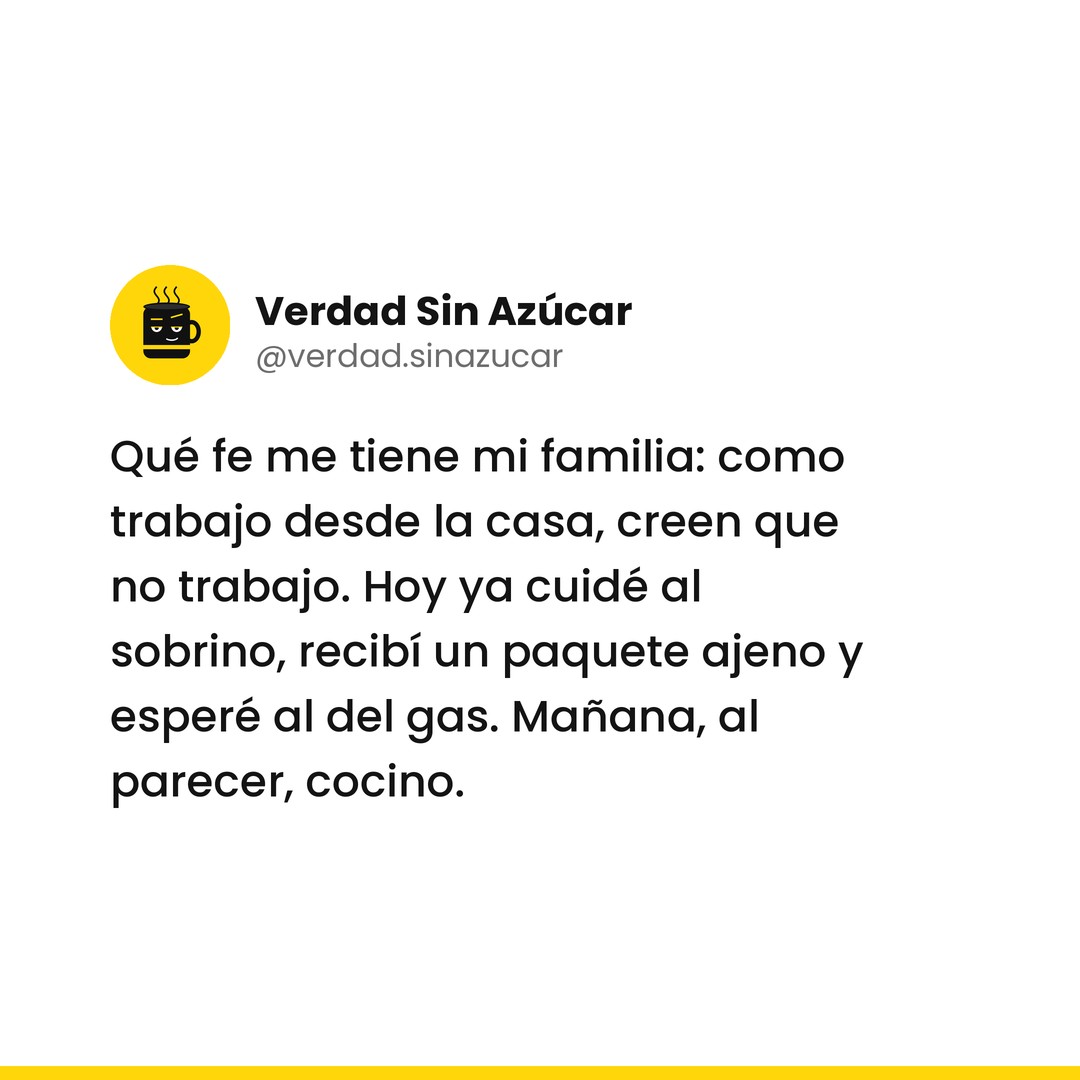 Verdad Sin Azúcar
@verdad.sinazucar
Qué fe me tiene mi familia: como
trabajo desde la casa, creen que
no trabajo. Hoy ya cuidé al
sobrino, recibí un paquete ajeno y
esperé al del gas. Mañana, al
parecer, cocino.